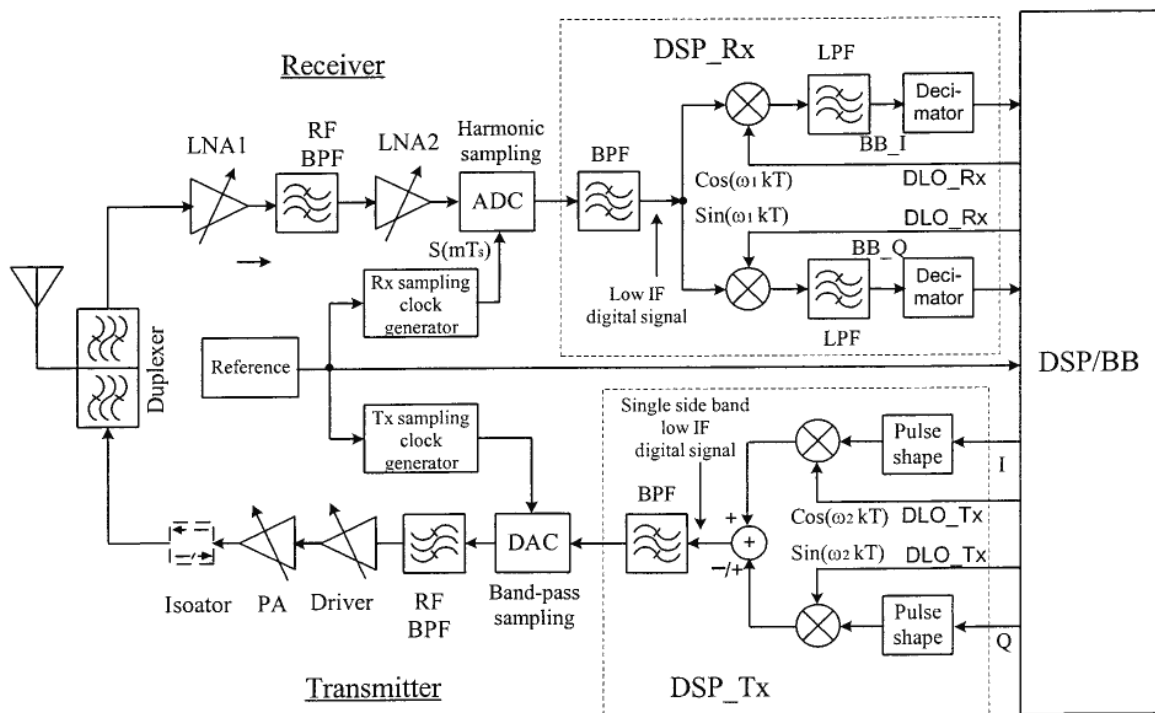 Receiver
DSP_Rx
LPF
Deci-
mator
LNA1
RF
BPF
LNA2
Harmonic
sampling
ADC
BPF
BB_I
DLO_Rx
Cos(ω1 kT)
Sin(ω1 kT)
DLO_Rx
S(mTs)
BB_Q
Deci-
mator
LPF
Low IF
digital signal
Rx sampling
clock
generator
Duplexer
Reference
DSP/BB
Tx sampling
clock
generator
Single side band
low IF
digital signal
Pulse
shape
I
BPF
Cos(ω2 kT)
DLO_Tx
+
+
−/+
Sin(ω2 kT)
DLO_Tx
DAC
Band-pass
sampling
Isoator
PA
Driver
RF
BPF
Pulse
shape
Q
Transmitter
DSP_Tx